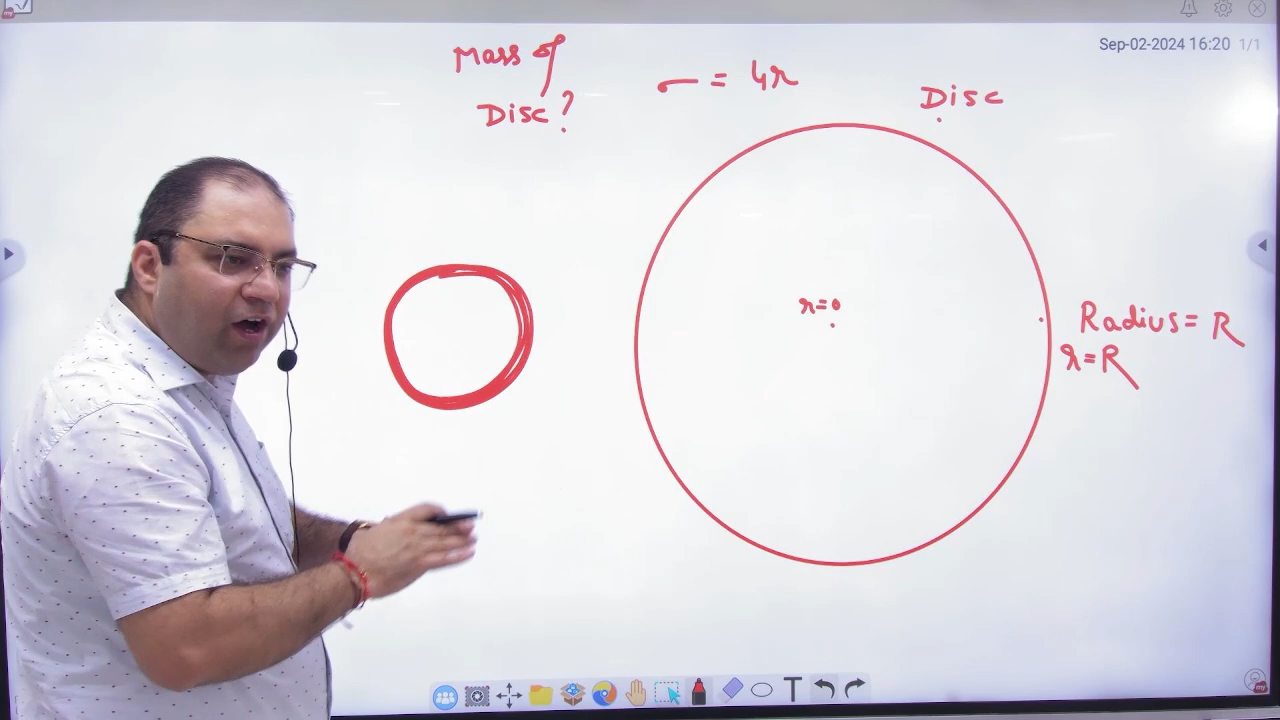 Sep-02-2024 16:20 1/1
Mass of
Disc?
σ = 4r
Disc
r=0
Radius = R
r=R
T